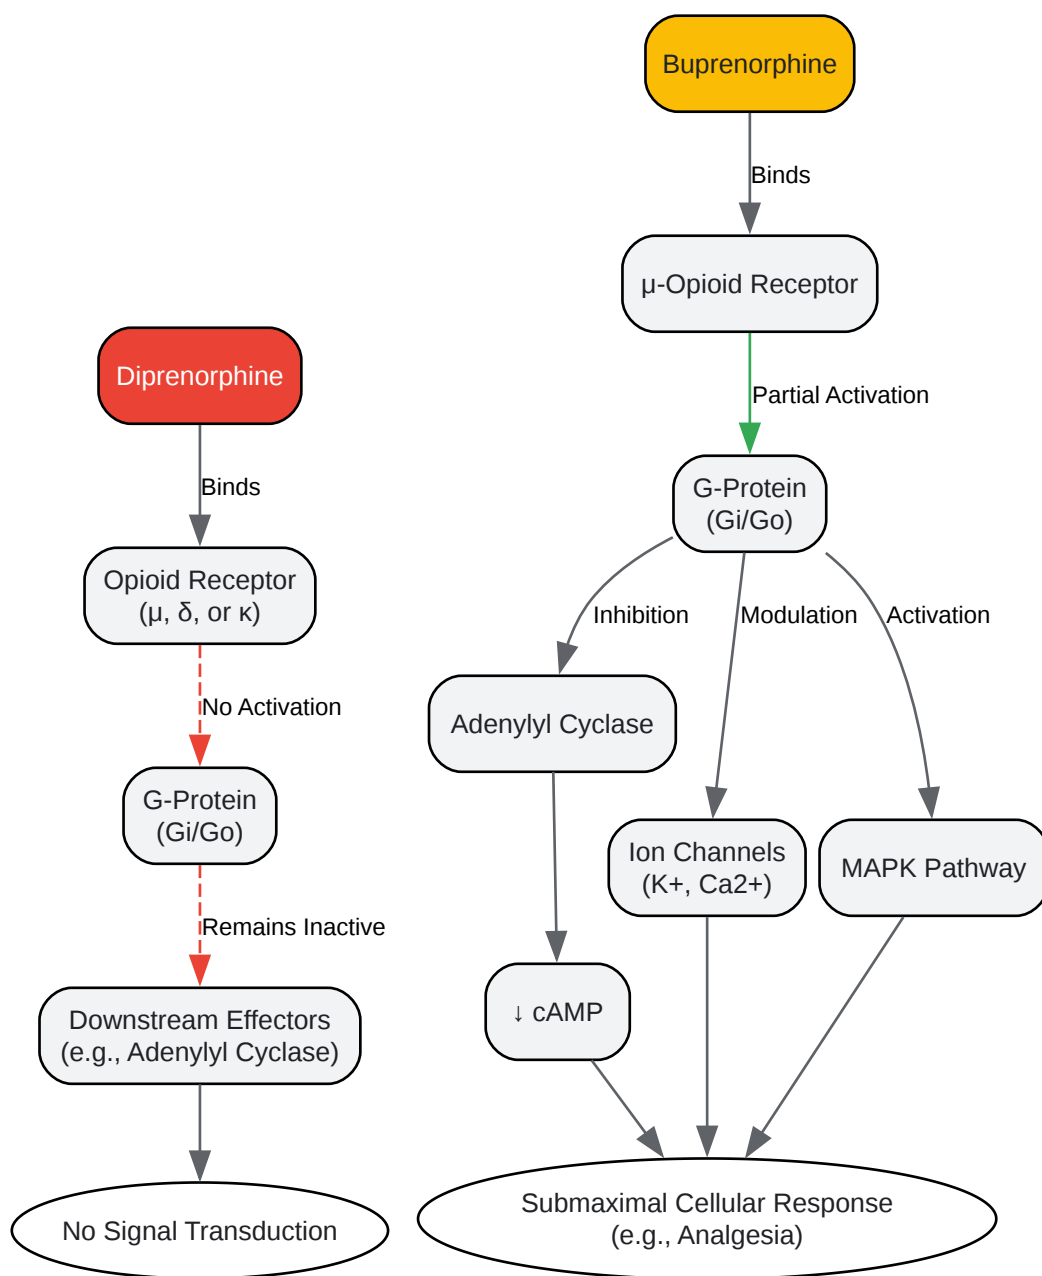 Diprenorphine
Binds
Opioid Receptor
(μ, δ, or κ)
No Activation
G-Protein
(Gi/Go)
Remains Inactive
Downstream Effectors
(e.g., Adenylyl Cyclase)
No Signal Transduction
Buprenorphine
Binds
μ-Opioid Receptor
Partial Activation
G-Protein
(Gi/Go)
Inhibition
Modulation
Activation
Adenylyl Cyclase
Ion Channels
(K+, Ca2+)
MAPK Pathway
↓ cAMP
Submaximal Cellular Response
(e.g., Analgesia)